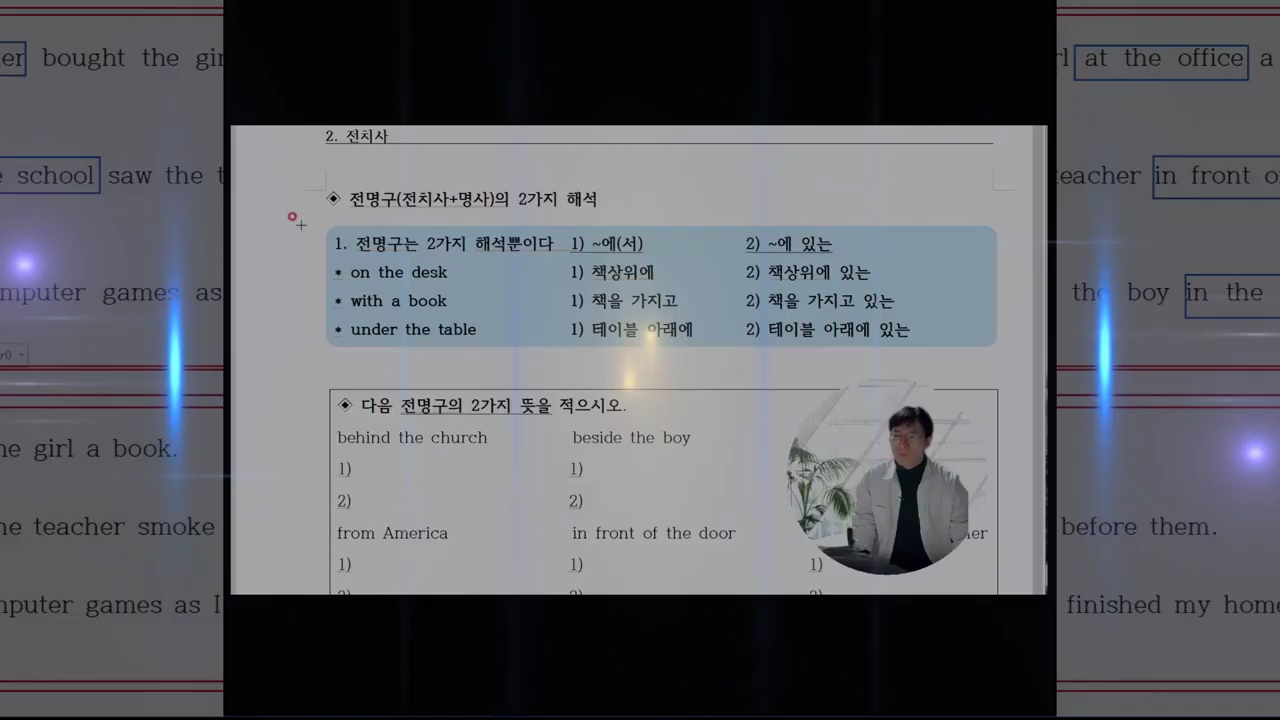 er bought the gir
e school saw the t
mputer games as
ne girl a book.
ne teacher smoke
nputer games as I
2. 전치사
◈ 전명구(전치사+명사)의 2가지 해석
1. 전명구는 2가지 해석뿐이다 1) ~에(서) 2) ~에 있는
* on the desk 1) 책상위에 2) 책상위에 있는
* with a book 1) 책을 가지고 2) 책을 가지고 있는
* under the table 1) 테이블 아래에 2) 테이블 아래에 있는
◈ 다음 전명구의 2가지 뜻을 적으시오.
behind the church beside the boy
1) 1)
2) 2)
from America in front of the door
1) 1) 1)
at the office a
teacher in front o
the boy in the
before them.
finished my home